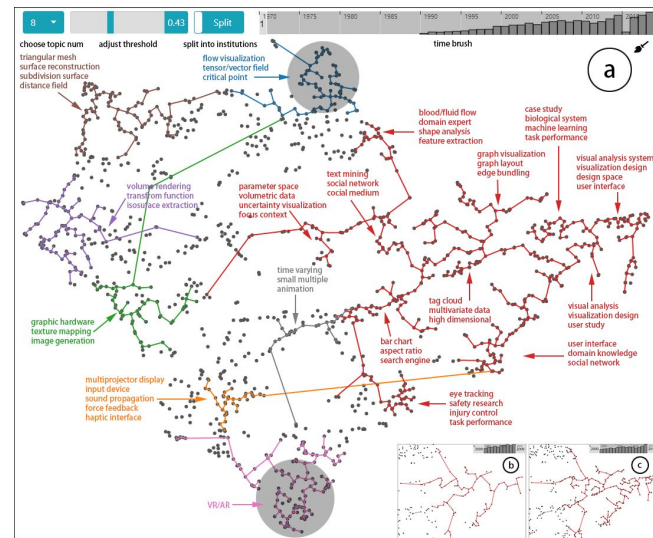 8
0.43
Split
1970
1975
1980
1985
1990
1995
2000
2005
2010
2015
choose topic num
adjust threshold
split into institutions
time brush
a
triangular mesh
surface reconstruction
subdivision surface
distance field
flow visualization
tensor/vector field
critical point
blood/fluid flow
domain expert
shape analysis
feature extraction
case study
biological system
machine learning
task performance
graph visualization
graph layout
edge bundling
visual analysis system
visualization design
design space
user interface
volume rendering
transfrom function
isosuface extraction
parameter space
volumetric data
uncertainty visualization
focus context
text mining
social network
cocial medium
time varying
small multiple
animation
tag cloud
multivariate data
high dimensional
visual analysis
visualization design
user study
graphic hardware
texture mapping
image generation
bar chart
aspect ratio
search engine
user interface
domain knowledge
social network
multiprojector display
input device
sound propagation
force feedback
haptic interface
eye tracking
safety research
injury control
task performance
VR/AR
b
c